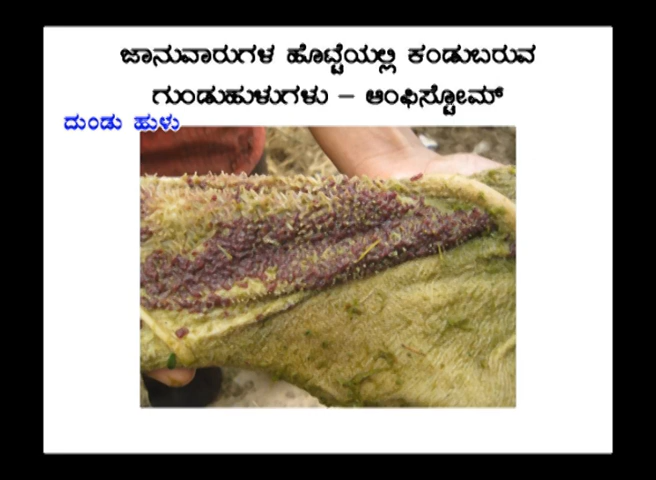 ಜಾನುವಾರುಗಳ ಹೊಟ್ಟೆಯಲ್ಲಿ ಕಂಡುಬರುವ
ಗುಂಡುಹುಳುಗಳು – ಆಂಫಿಸ್ಟೋಮ್
ದುಂಡು ಹುಳು